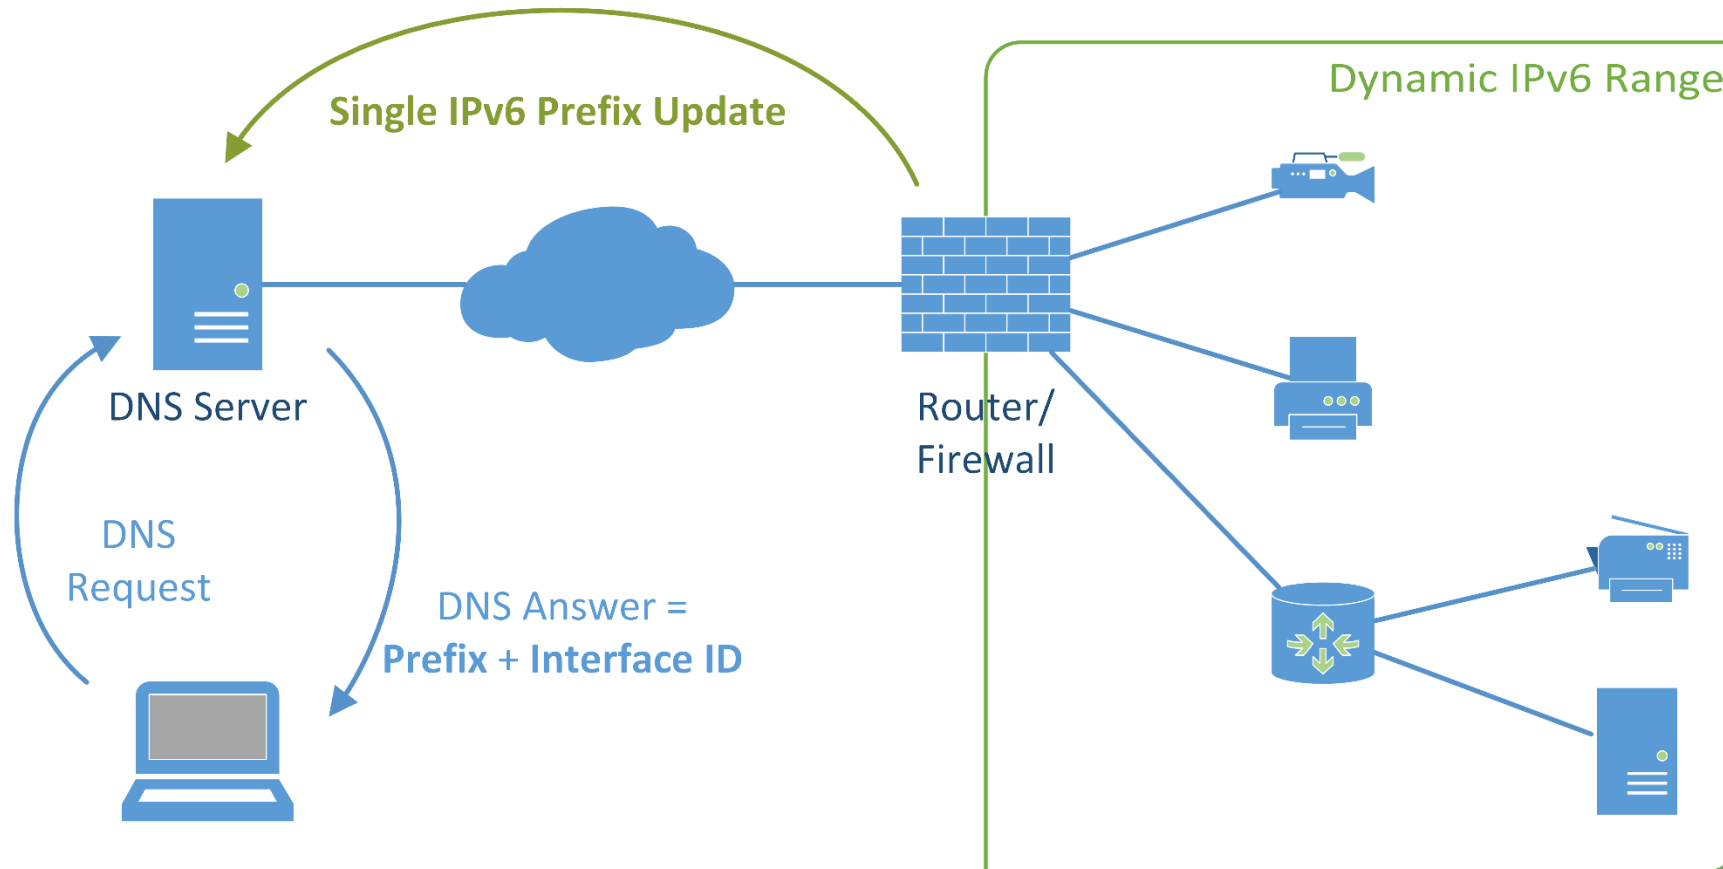 Dynamic IPv6 Range
Single IPv6 Prefix Update
DNS Server
Router/
Firewall
DNS
Request
DNS Answer =
Prefix + Interface ID